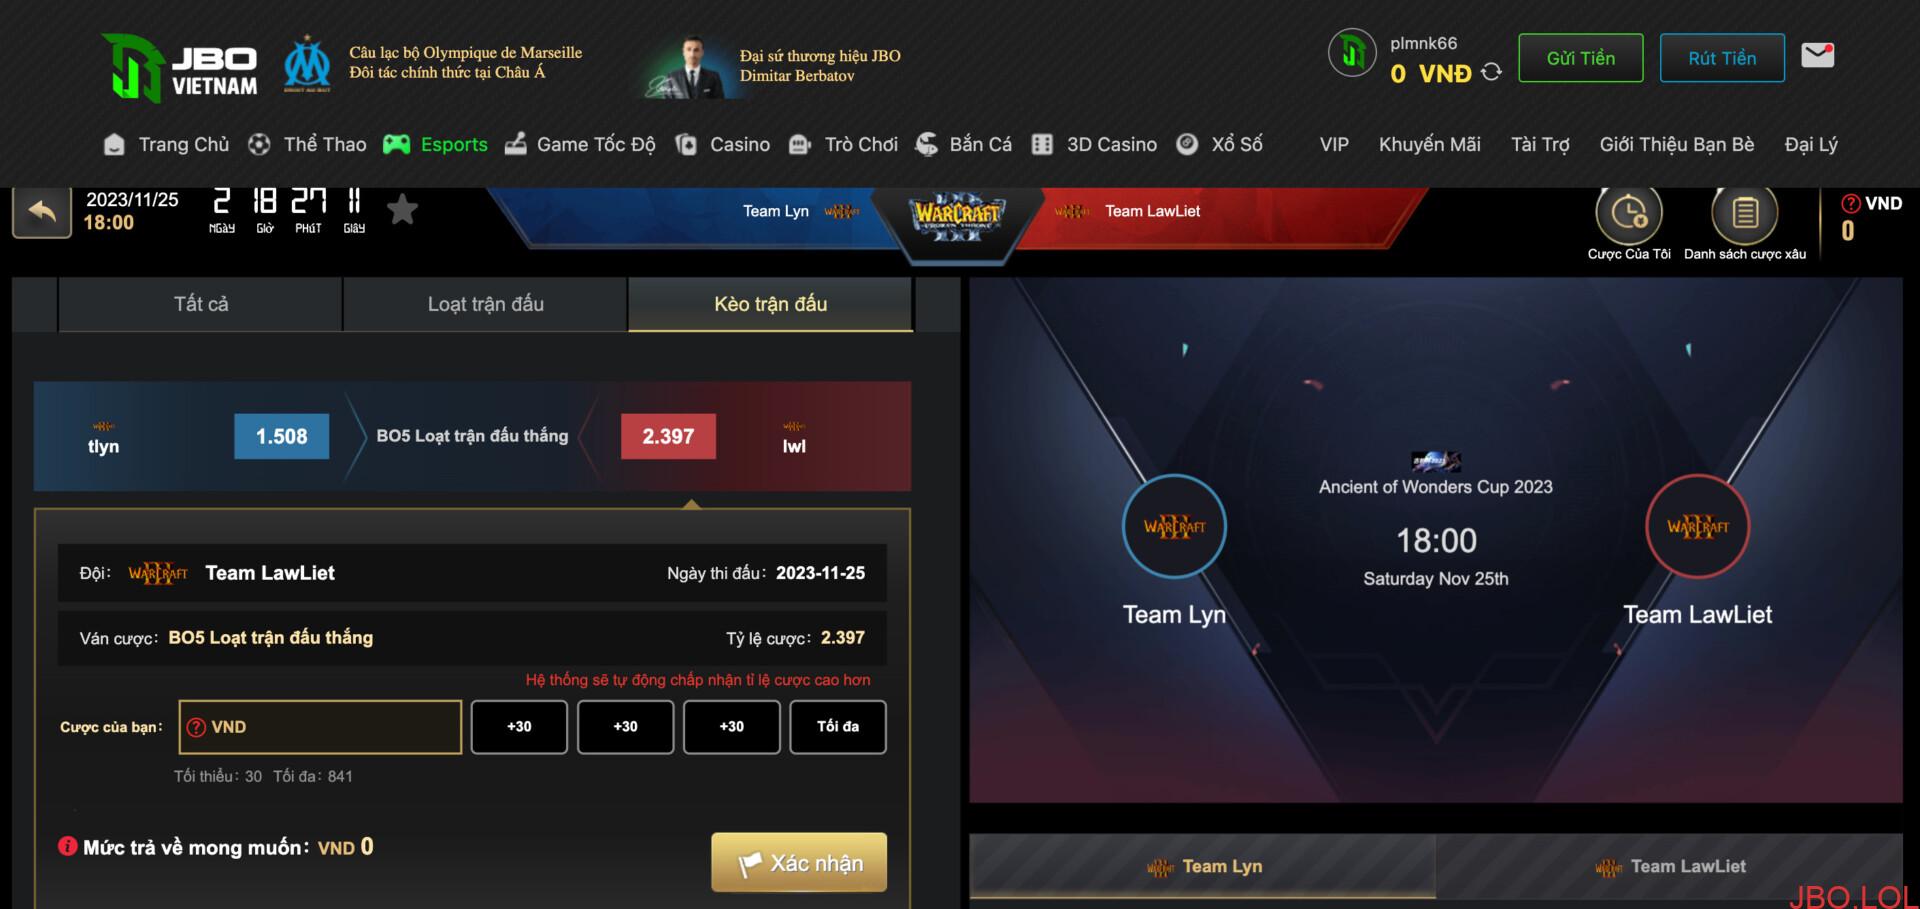 JBO
VIETNAM
Câu lạc bộ Olympique de Marseille
Đối tác chính thức tại Châu Á
Đại sứ thương hiệu JBO
Dimitar Berbatov
plmnk66
0 VNĐ
Gửi Tiền
Rút Tiền
Trang Chủ
Thể Thao
Esports
Game Tốc Độ
Casino
Trò Chơi
Bắn Cá
3D Casino
Xổ Số
VIP
Khuyến Mãi
Tài Trợ
Giới Thiệu Bạn Bè
Đại Lý
2023/11/25
18:00
2 18 27 11
Ngày Giờ Phút Giây
Team Lyn
WARCRAFT
III
Team LawLiet
Cược Của Tôi
Danh sách cược xâu
? VND
0
Tất cả
Loạt trận đấu
Kèo trận đấu
tlyn
1.508
BO5 Loạt trận đấu thắng
2.397
lwl
Đội: WARCRAFT III Team LawLiet
Ngày thi đấu: 2023-11-25
Ván cược: BO5 Loạt trận đấu thắng
Tỷ lệ cược: 2.397
Hệ thống sẽ tự động chấp nhận tỉ lệ cược cao hơn
Cược của bạn: ? VND
+30
+30
+30
Tối đa
Tối thiểu: 30 Tối đa: 841
Mức trả về mong muốn: VND 0
Xác nhận
Ancient of Wonders Cup 2023
18:00
Saturday Nov 25th
WARCRAFT III
Team Lyn
WARCRAFT III
Team LawLiet
Team Lyn
Team LawLiet
JBO.LOL